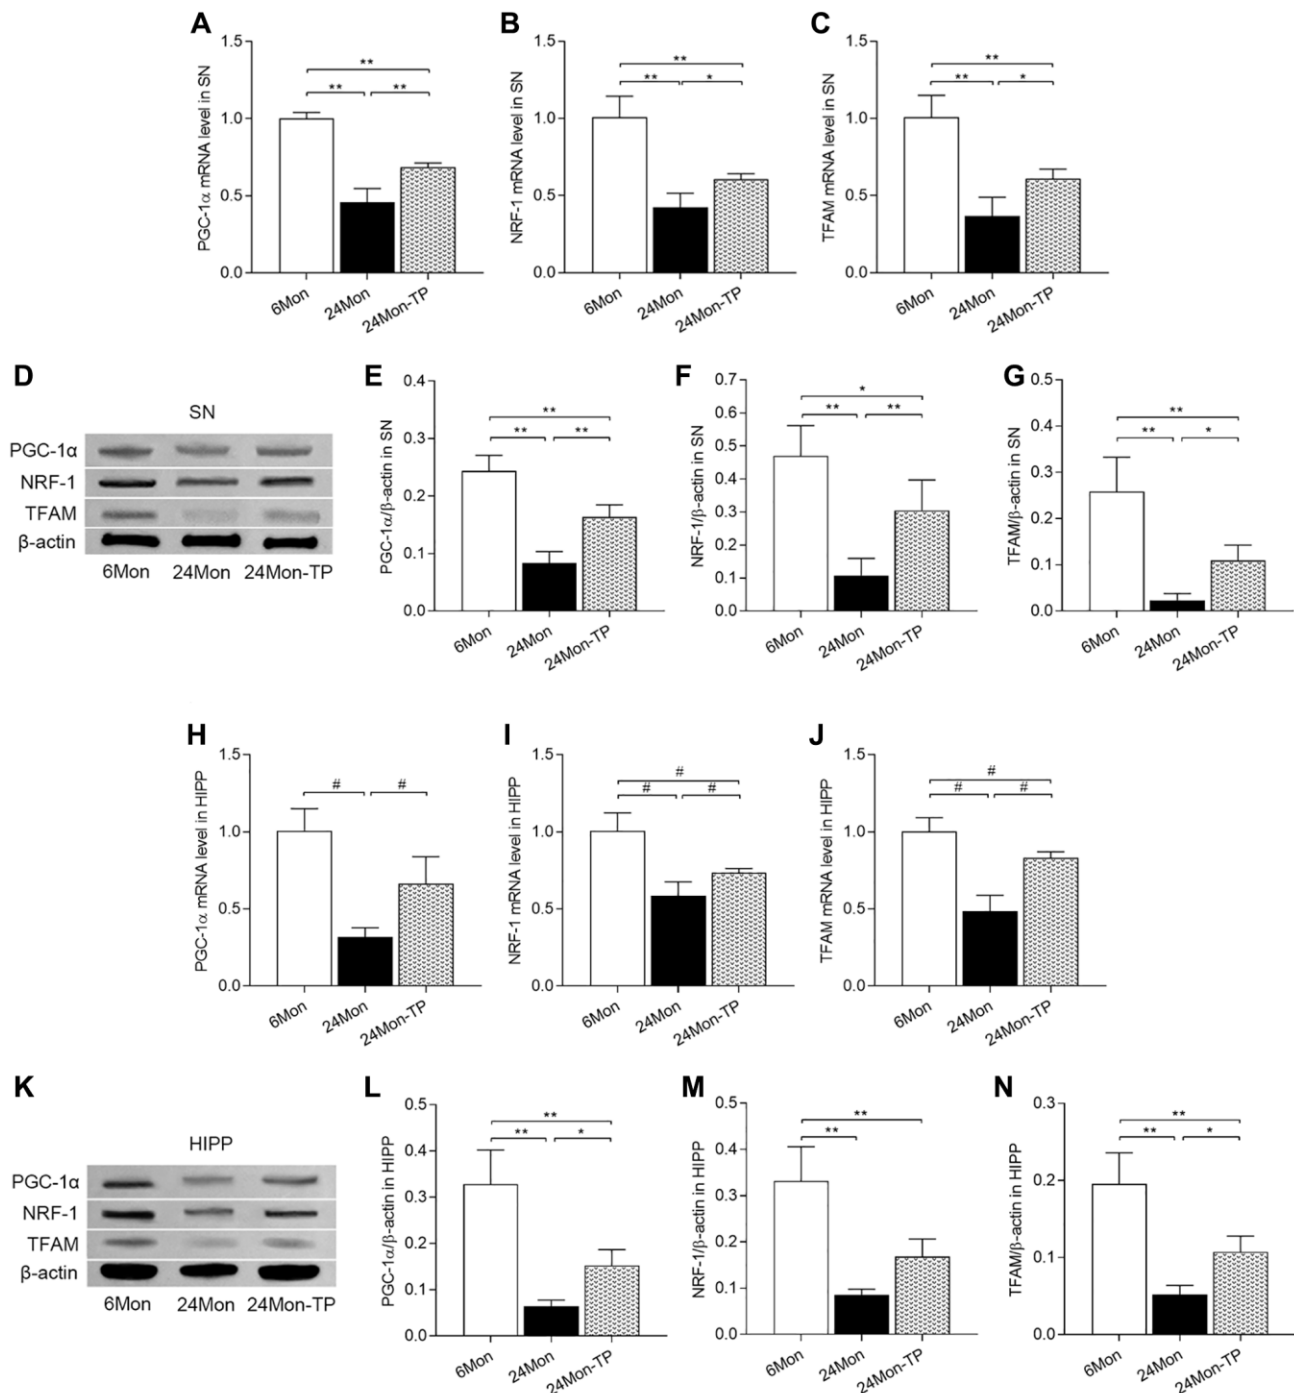 A
PGC-1α mRNA level in SN
1.5
1.0
0.5
0.0
**
** **
6Mon
24Mon
24Mon-TP
B
NRF-1 mRNA level in SN
1.5
1.0
0.5
0.0
**
** *
6Mon
24Mon
24Mon-TP
C
TFAM mRNA level in SN
1.5
1.0
0.5
0.0
**
** *
6Mon
24Mon
24Mon-TP
D
SN
PGC-1α
NRF-1
TFAM
β-actin
6Mon 24Mon 24Mon-TP
E
PGC-1α/β-actin in SN
0.4
0.3
0.2
0.1
0.0
**
** **
6Mon
24Mon
24Mon-TP
F
NRF-1/β-actin in SN
0.7
0.6
0.5
0.4
0.3
0.2
0.1
0.0
*
** **
6Mon
24Mon
24Mon-TP
G
TFAM/β-actin in SN
0.5
0.4
0.3
0.2
0.1
0.0
**
** *
6Mon
24Mon
24Mon-TP
H
PGC-1α mRNA level in HIPP
1.5
1.0
0.5
0.0
# #
6Mon
24Mon
24Mon-TP
I
NRF-1 mRNA level in HIPP
1.5
1.0
0.5
0.0
#
# #
6Mon
24Mon
24Mon-TP
J
TFAM mRNA level in HIPP
1.5
1.0
0.5
0.0
#
# #
6Mon
24Mon
24Mon-TP
K
HIPP
PGC-1α
NRF-1
TFAM
β-actin
6Mon 24Mon 24Mon-TP
L
PGC-1α/β-actin in HIPP
0.5
0.4
0.3
0.2
0.1
0.0
**
** *
6Mon
24Mon
24Mon-TP
M
NRF-1/β-actin in HIPP
0.5
0.4
0.3
0.2
0.1
0.0
**
**
6Mon
24Mon
24Mon-TP
N
TFAM/β-actin in HIPP
0.3
0.2
0.1
0.0
**
** *
6Mon
24Mon
24Mon-TP